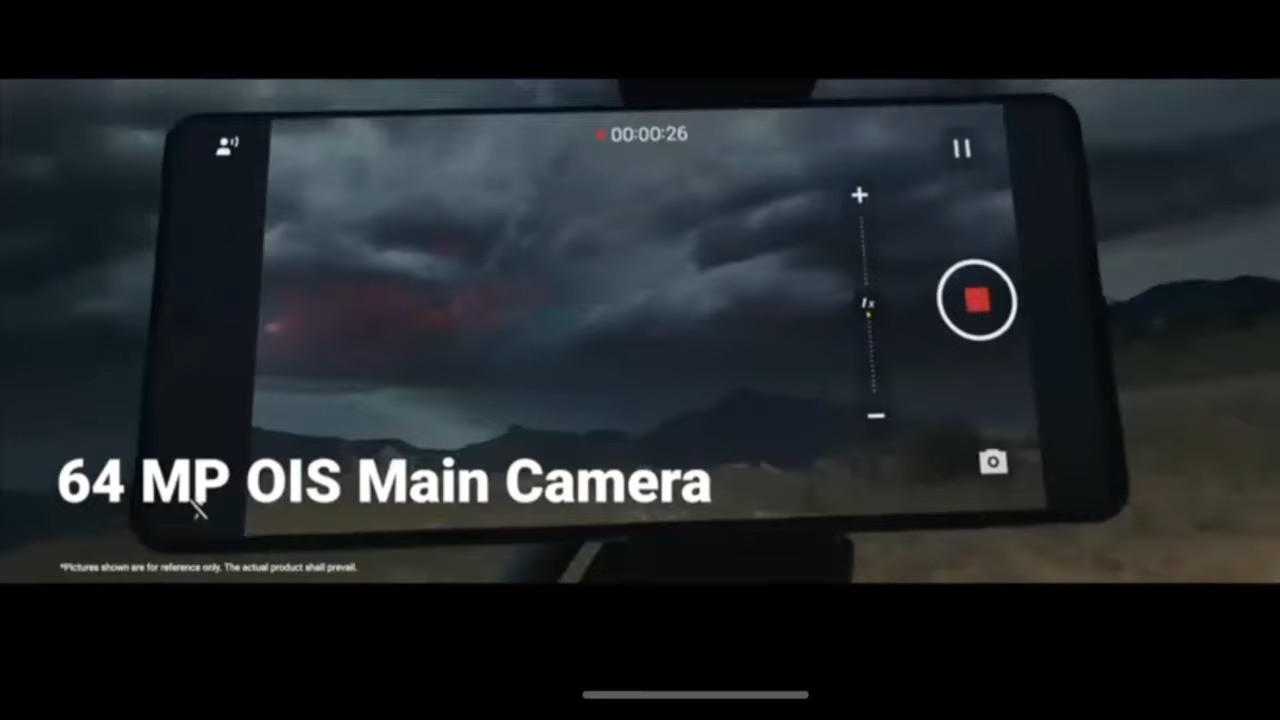 00:00:26
1x
64 MP OIS Main Camera
*Pictures shown are for reference only. The actual product shall prevail.